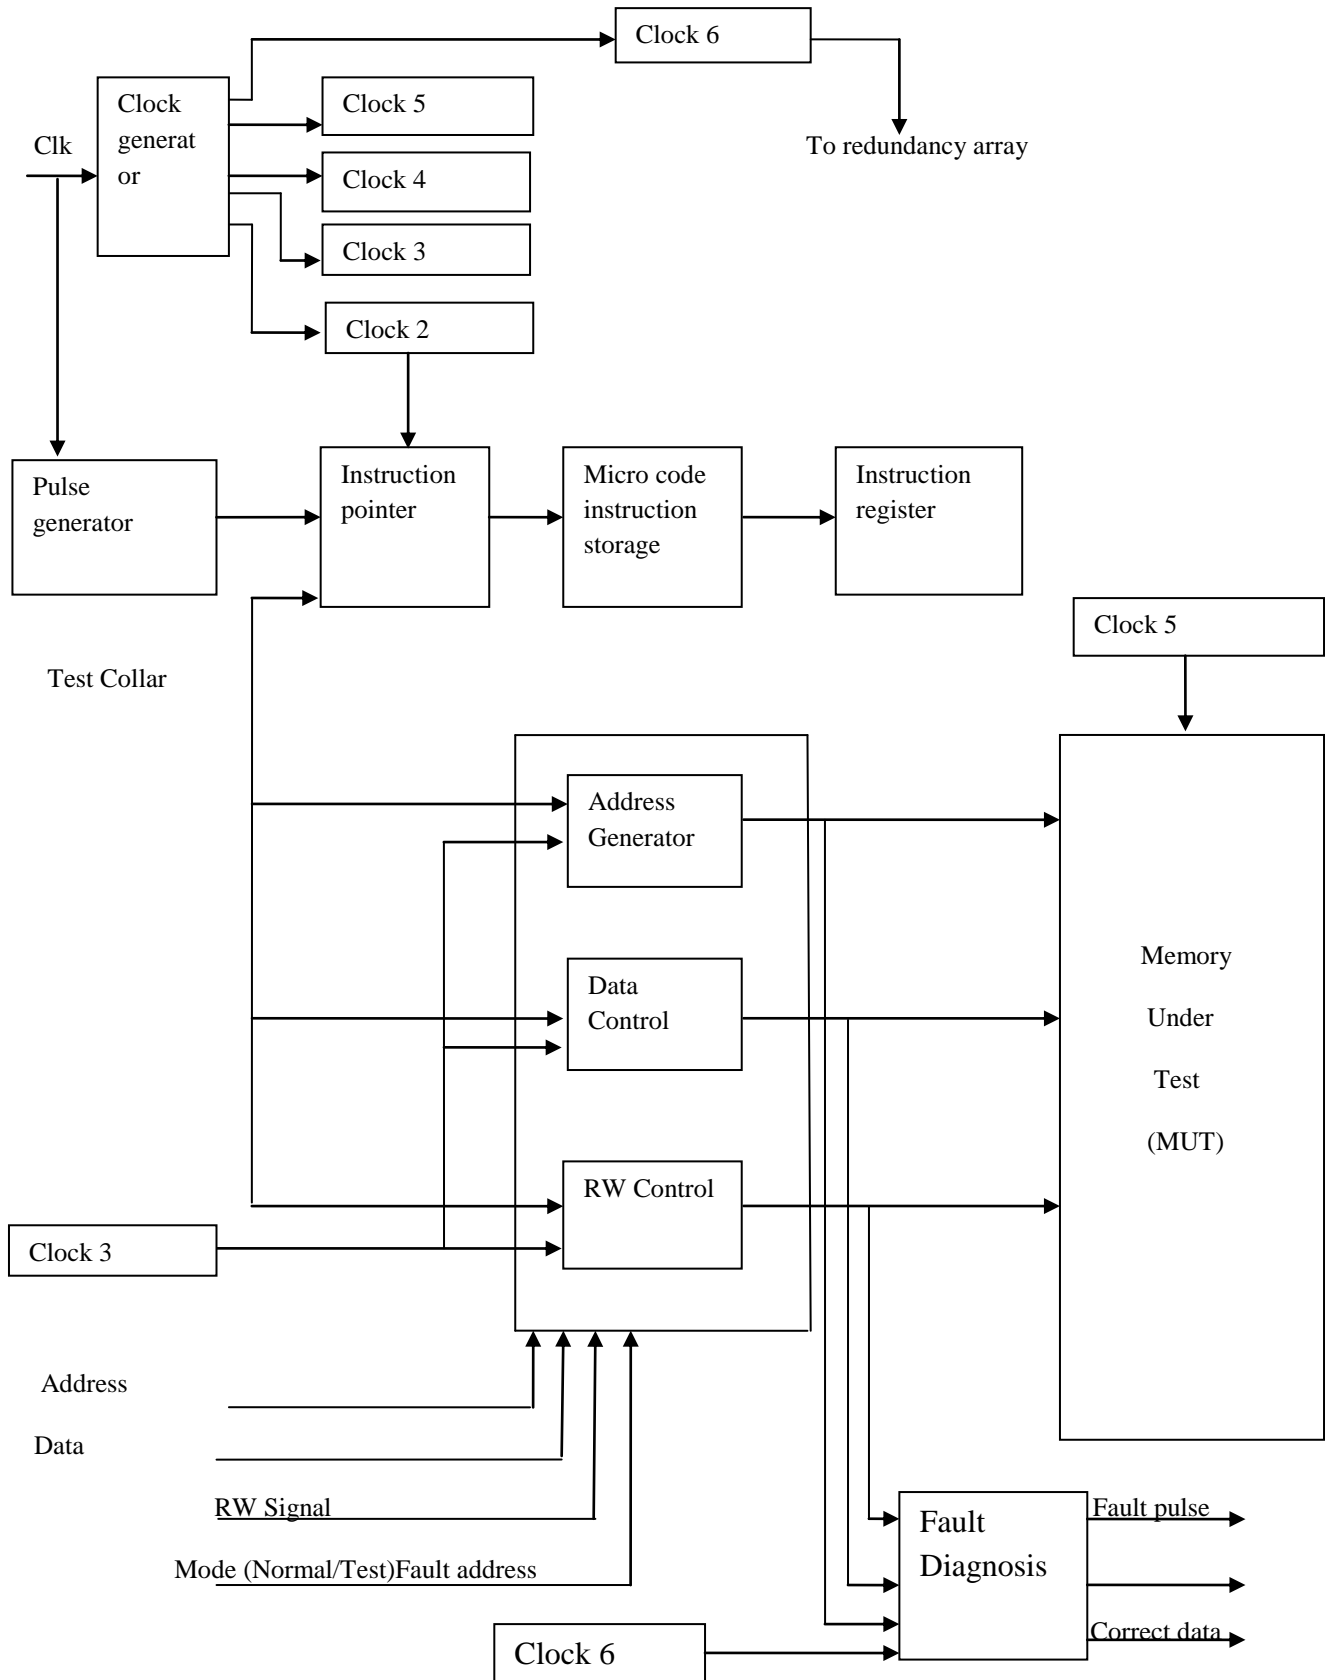 Clock 6
Clock
generat
or
Clock 5
Clk
To redundancy array
Clock 4
Clock 3
Clock 2
Pulse
generator
Instruction
pointer
Micro code
instruction
storage
Instruction
register
Clock 5
Test Collar
Address
Generator
Data
Control
Memory
Under
Test
(MUT)
RW Control
Clock 3
Address
Data
RW Signal
Mode (Normal/Test)Fault address
Fault
Diagnosis
Fault pulse
Correct data
Clock 6